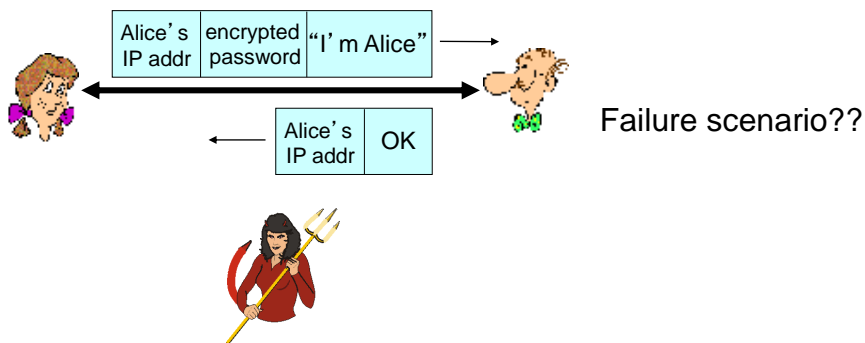 Alice’s
IP addr
encrypted
password
“I’m Alice”
Alice’s
IP addr
OK
Failure scenario??